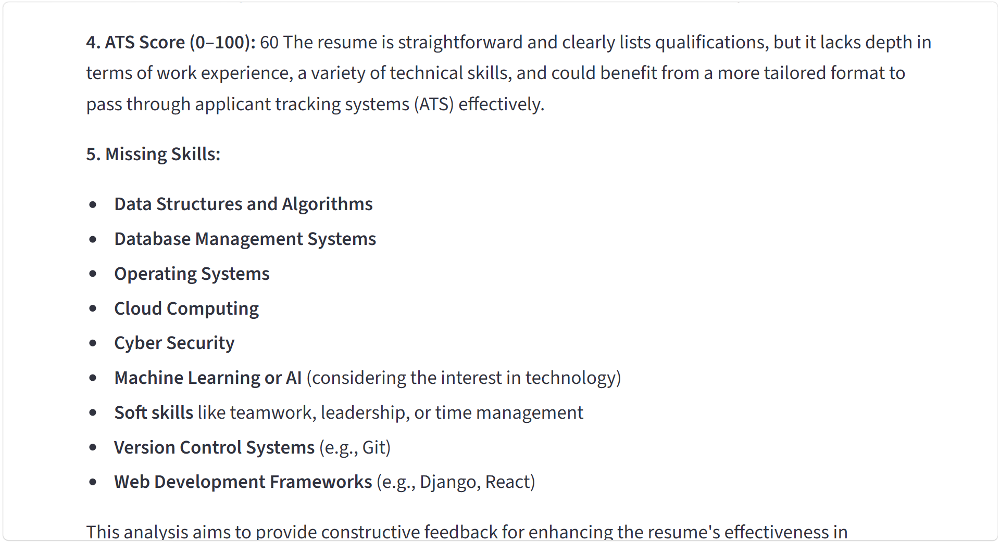 4. ATS Score (0–100): 60 The resume is straightforward and clearly lists qualifications, but it lacks depth in
terms of work experience, a variety of technical skills, and could benefit from a more tailored format to
pass through applicant tracking systems (ATS) effectively.
5. Missing Skills:
• Data Structures and Algorithms
• Database Management Systems
• Operating Systems
• Cloud Computing
• Cyber Security
• Machine Learning or AI (considering the interest in technology)
• Soft skills like teamwork, leadership, or time management
• Version Control Systems (e.g., Git)
• Web Development Frameworks (e.g., Django, React)
This analysis aims to provide constructive feedback for enhancing the resume's effectiveness in